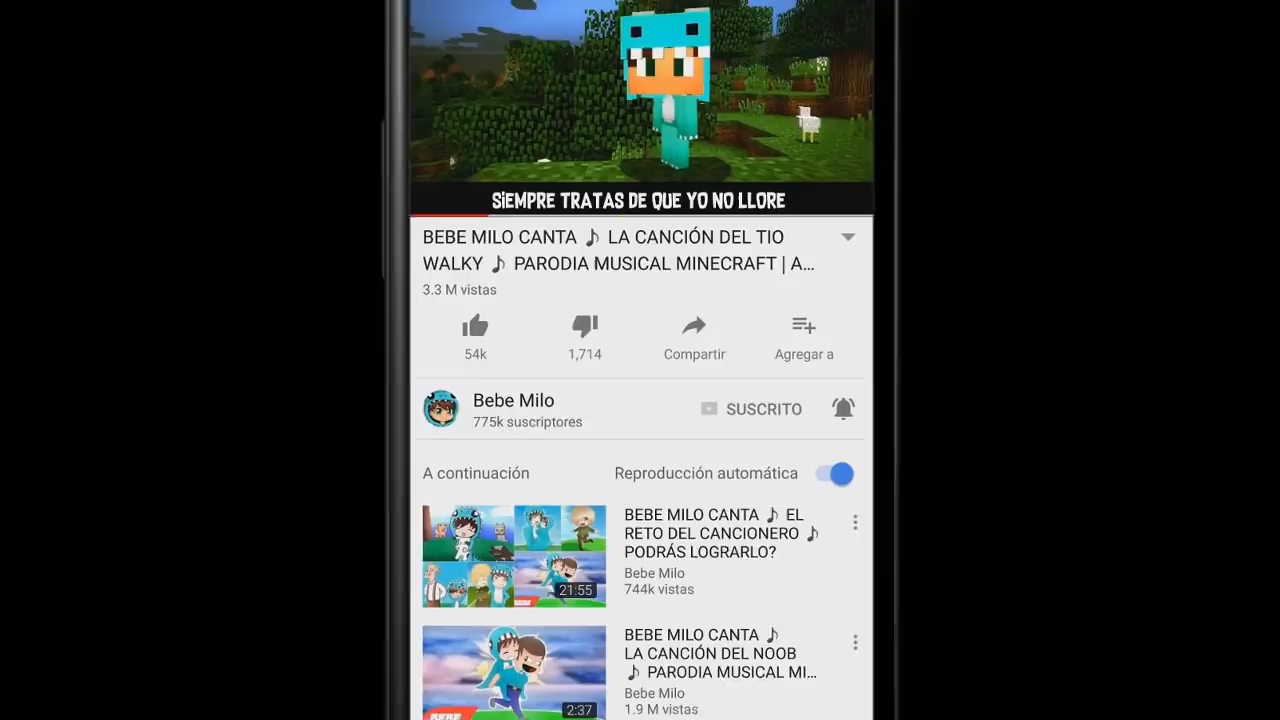 SIEMPRE TRATAS DE QUE YO NO LLORE
BEBE MILO CANTA 🎵 LA CANCIÓN DEL TIO
WALKY 🎵 PARODIA MUSICAL MINECRAFT | A...
3.3 M vistas
54k
1,714
Compartir
Agregar a
Bebe Milo
SUSCRITO
775k suscriptores
A continuación
Reproducción automática
BEBE MILO CANTA 🎵 EL
RETO DEL CANCIONERO 🎵
PODRÁS LOGRARLO?
Bebe Milo
744k vistas
21:55
BEBE MILO CANTA 🎵
LA CANCIÓN DEL NOOB
🎵 PARODIA MUSICAL MI...
Bebe Milo
1.9 M vistas
2:37
BEBE